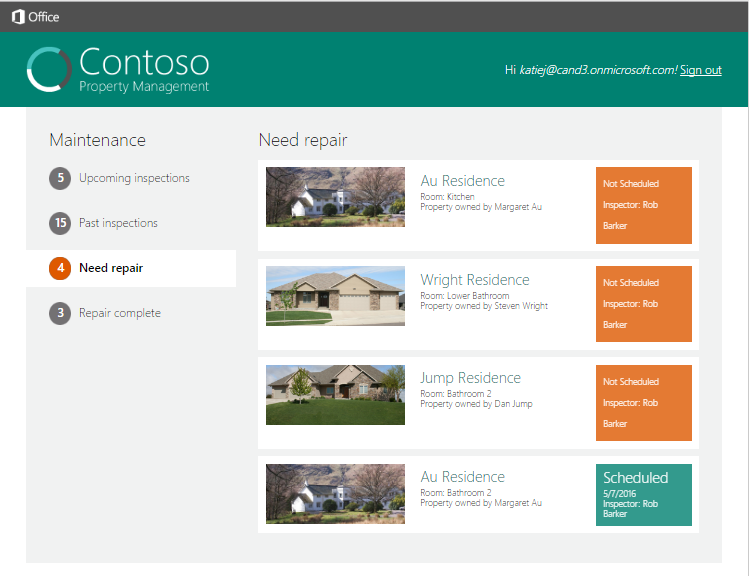 Office
Contoso
Property Management
Hi katiej@cand3.onmicrosoft.com! Sign out
Maintenance
5 Upcoming inspections
15 Past inspections
4 Need repair
3 Repair complete
Need repair
Au Residence
Room: Kitchen
Property owned by Margaret Au
Not Scheduled
Inspector: Rob
Barker
Wright Residence
Room: Lower Bathroom
Property owned by Steven Wright
Not Scheduled
Inspector: Rob
Barker
Jump Residence
Room: Bathroom 2
Property owned by Dan Jump
Not Scheduled
Inspector: Rob
Barker
Au Residence
Room: Bathroom 2
Property owned by Margaret Au
Scheduled
5/7/2016
Inspector: Rob
Barker